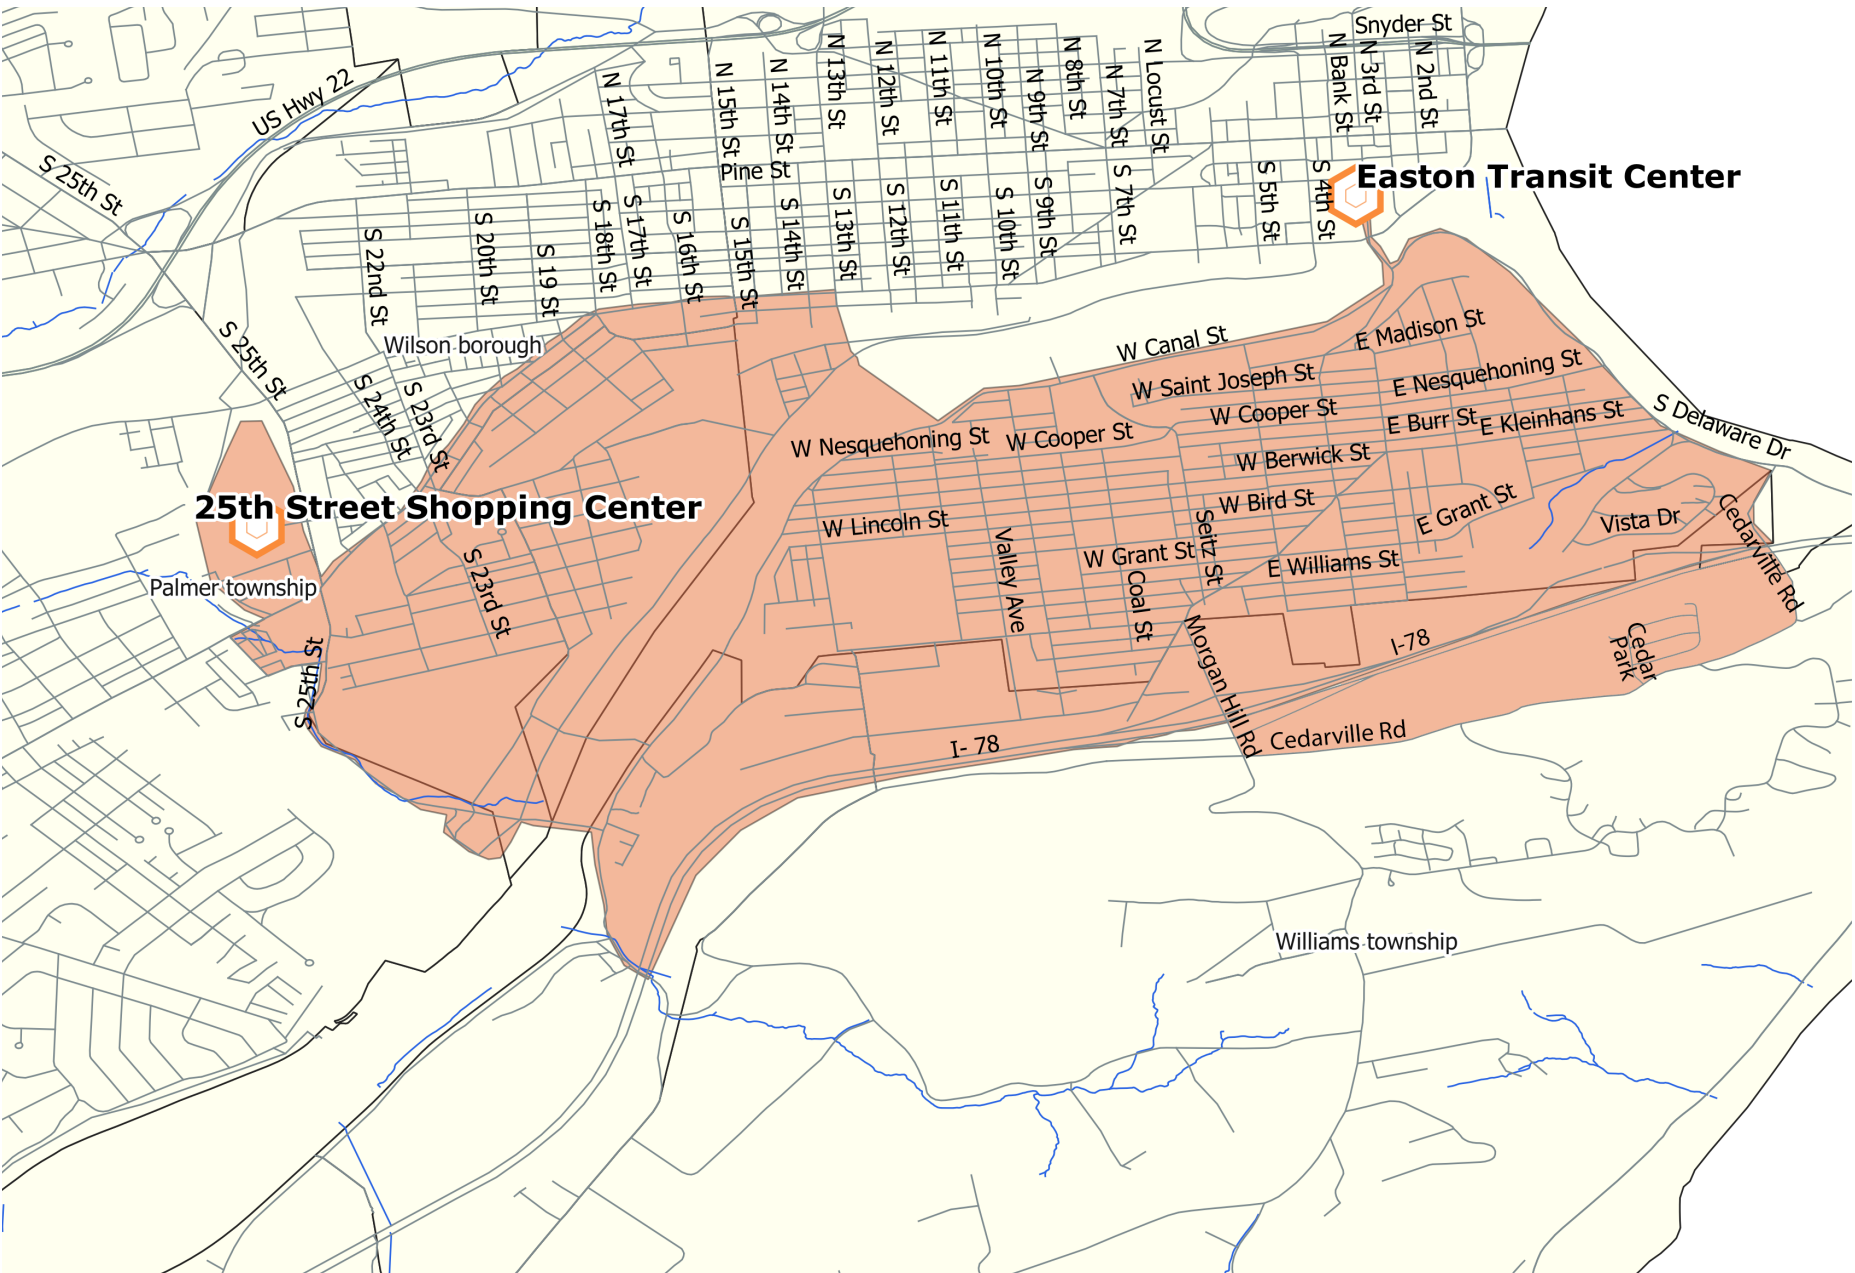 Snyder St
US Hwy 22
N 17th St
N 15th St
N 14th St
N 13th St
N 12th St
N 11th St
N 10th St
N 9th St
N 8th St
N 7th St
N Locust St
N Bank St
N 3rd St
N 2nd St
S 25th St
Pine St
Easton Transit Center
S 22nd St
S 20th St
S 19 St
S 18th St
S 17th St
S 16th St
S 15th St
S 14th St
S 13th St
S 12th St
S 11th St
S 10th St
S 9th St
S 7th St
S 5th St
S 4th St
S 25th St
Wilson borough
S 24th St
S 23rd St
W Canal St
E Madison St
W Saint Joseph St
E Nesquehoning St
W Cooper St
E Burr St
E Kleinhans St
S Delaware Dr
W Nesquehoning St
W Cooper St
W Berwick St
25th Street Shopping Center
W Lincoln St
W Bird St
E Grant St
Vista Dr
Cedarville Rd
Seitz St
Valley Ave
W Grant St
E Williams St
Coal St
S 23rd St
Palmer township
S 25th St
Morgan Hill Rd
I-78
Cedar
Park
I- 78
Cedarville Rd
Williams township